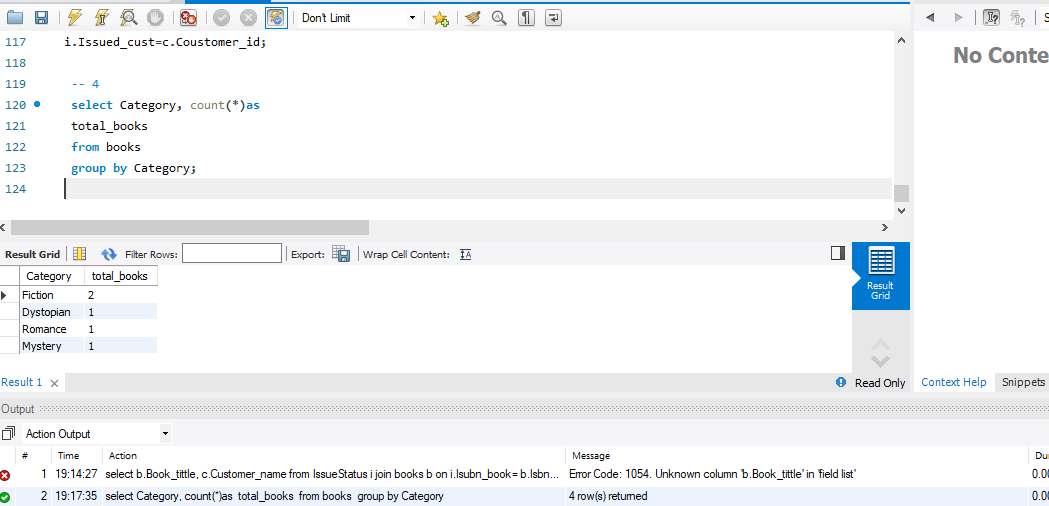 Don't Limit
S
117 i.Issued_cust=c.Coustomer_id;
118
119 -- 4
120 select Category, count(*)as
121 total_books
122 from books
123 group by Category;
124
No Conte
Result Grid Filter Rows: Export: Wrap Cell Content:
Category total_books
Fiction 2
Dystopian 1
Romance 1
Mystery 1
Result
Grid
Result 1 Read Only Context Help Snippets
Output
Action Output
# Time Action Message Du
1 19:14:27 select b.Book_tittle, c.Customer_name from IssueStatus i join books b on i.Isubn_book= b.Isbn... Error Code: 1054. Unknown column 'b.Book_tittle' in 'field list' 0.00
2 19:17:35 select Category, count(*)as total_books from books group by Category 4 row(s) returned 0.00